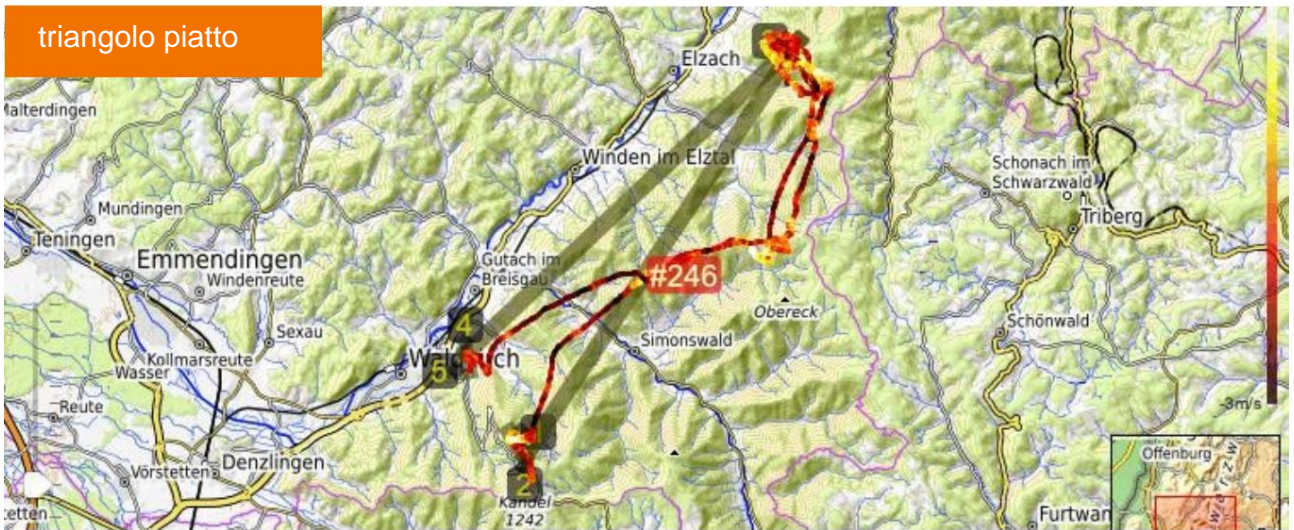 triangolo piatto
Elzach
Malterdingen
Winden im Elztal
Schonach im
Schwarzwald
Mundingen
Triberg
Teningen
Emmendingen
Windenreute
Gutach im
Breisgau
#246
Obereck
Sexau
4
Schönwald
Simonswald
Kollmarsreute
Wasser
5
Reute
-3m/s
Denzlingen
Vörstetten
2
Kandel
1242
Offenburg
Furtwan